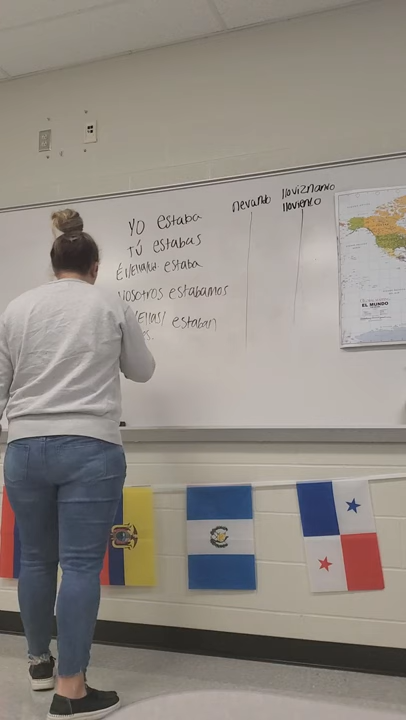 Yo estaba
Tú estabas
Él/ella/Ud estaba
Nosotros estabamos
/Ellas/ estaban
s.
nevando
lloviznando
lloviendo
EL MUNDO